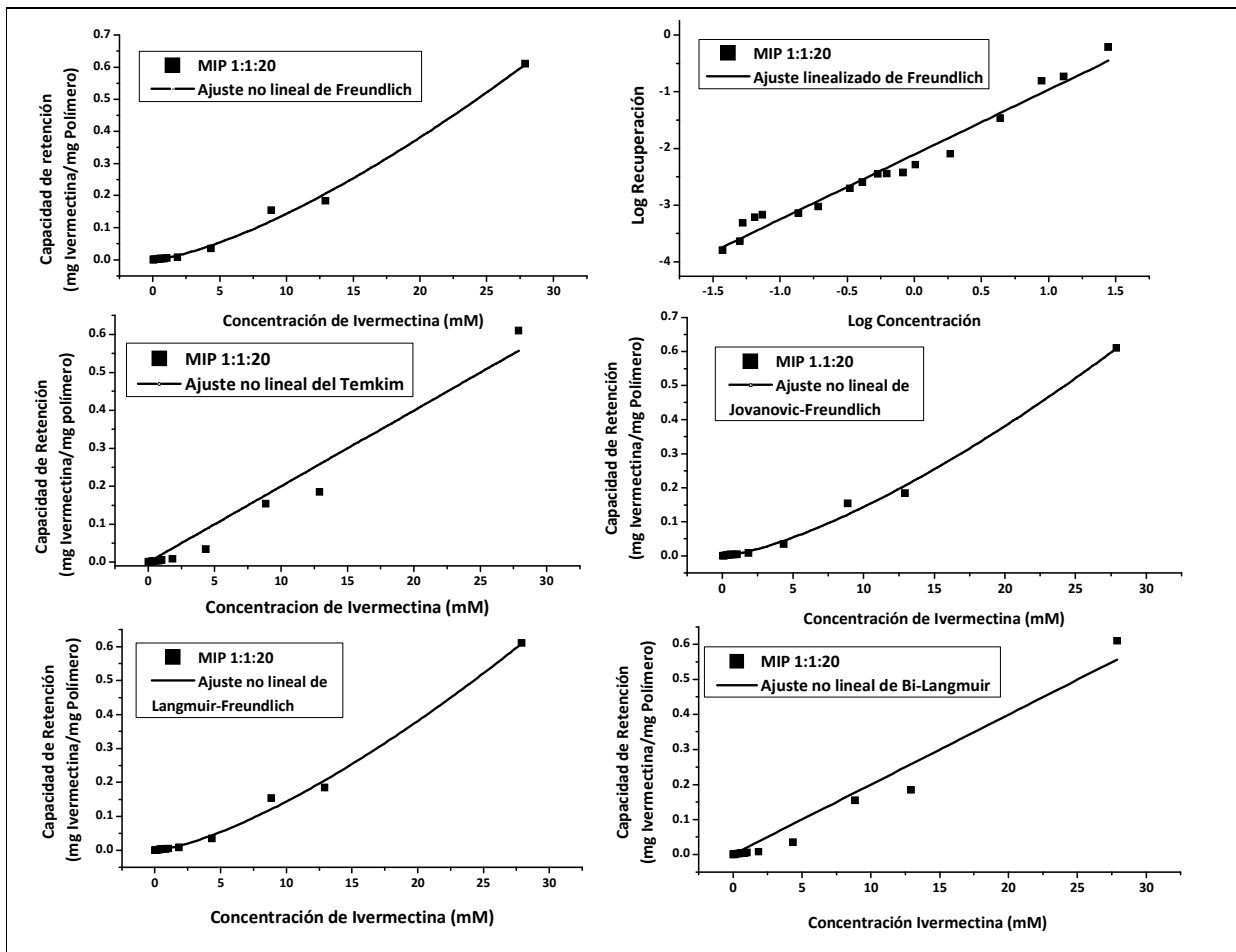 0.7
0.6
0.5
0.4
0.3
0.2
0.1
0.0
Capacidad de retención
(mg Ivermectina/mg Polímero)
MIP 1:1:20
Ajuste no lineal de Freundlich
0
5
10
15
20
25
30
Concentración de Ivermectina (mM)
-0
-1
-2
-3
-4
Log Recuperación
MIP 1:1:20
Ajuste linealizado de Freundlich
-1.5
-1.0
-0.5
0.0
0.5
1.0
1.5
Log Concentración
0.6
0.5
0.4
0.3
0.2
0.1
0.0
Capacidad de Retención
(mg Ivermectina/mg polímero)
MIP 1:1:20
Ajuste no lineal del Temkim
0
5
10
15
20
25
30
Concentracion de Ivermectina (mM)
0.6
0.5
0.4
0.3
0.2
0.1
0.0
Capacidad de Retención
(mg Ivermectina/mg Polímero)
MIP 1.1:20
Ajuste no lineal de
Jovanovic-Freundlich
0
5
10
15
20
25
30
Concentración de Ivermectina (mM)
0.6
0.5
0.4
0.3
0.2
0.1
0.0
Capacidad de Retención
(mg Ivermectina/mg Polímero)
MIP 1:1:20
Ajuste no lineal de
Langmuir-Freundlich
0
5
10
15
20
25
30
Concentración de Ivermectina (mM)
0.6
0.5
0.4
0.3
0.2
0.1
0.0
Capacidad de Retención
(mg Ivermectina/mg Polímero)
MIP 1:1:20
Ajuste no lineal de Bi-Langmuir
0
5
10
15
20
25
30
Concentración Ivermectina (mM)